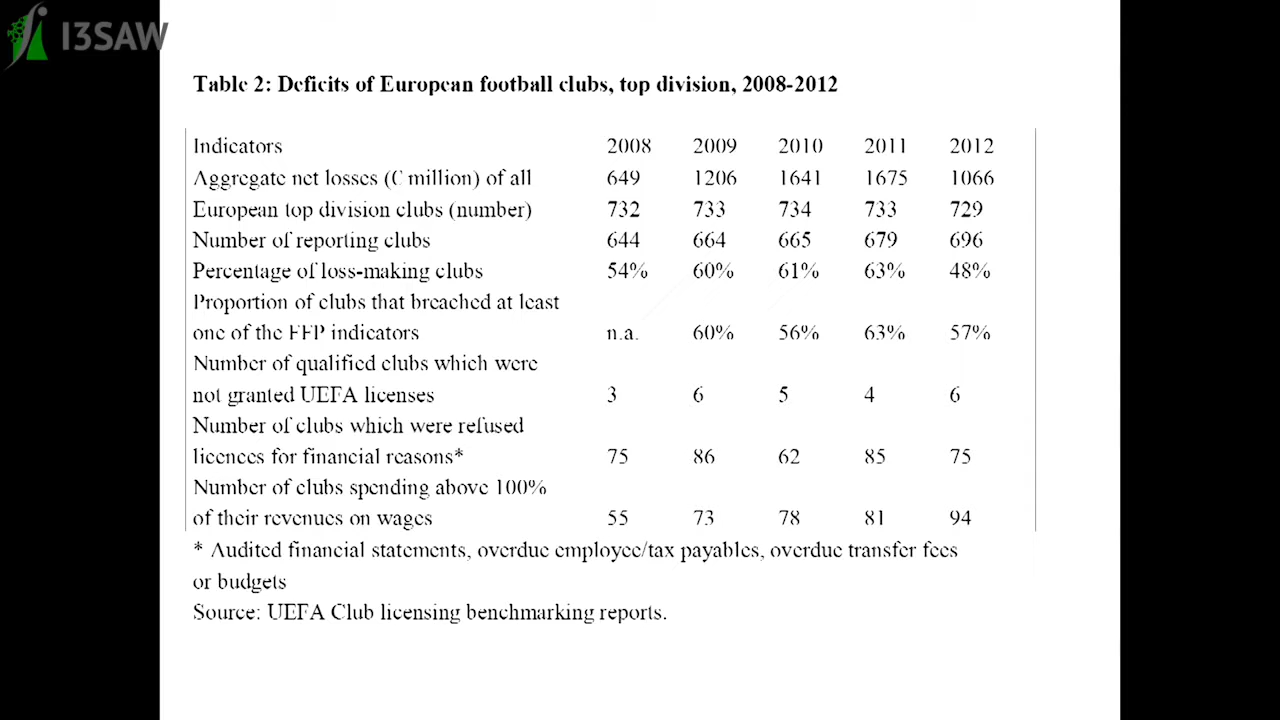 I3SAW
Table 2: Deficits of European football clubs, top division, 2008-2012
Indicators 2008 2009 2010 2011 2012
Aggregate net losses (€ million) of all 649 1206 1641 1675 1066
European top division clubs (number) 732 733 734 733 729
Number of reporting clubs 644 664 665 679 696
Percentage of loss-making clubs 54% 60% 61% 63% 48%
Proportion of clubs that breached at least
one of the FFP indicators n.a. 60% 56% 63% 57%
Number of qualified clubs which were
not granted UEFA licenses 3 6 5 4 6
Number of clubs which were refused
licences for financial reasons* 75 86 62 85 75
Number of clubs spending above 100%
of their revenues on wages 55 73 78 81 94
* Audited financial statements, overdue employee/tax payables, overdue transfer fees
or budgets
Source: UEFA Club licensing benchmarking reports.